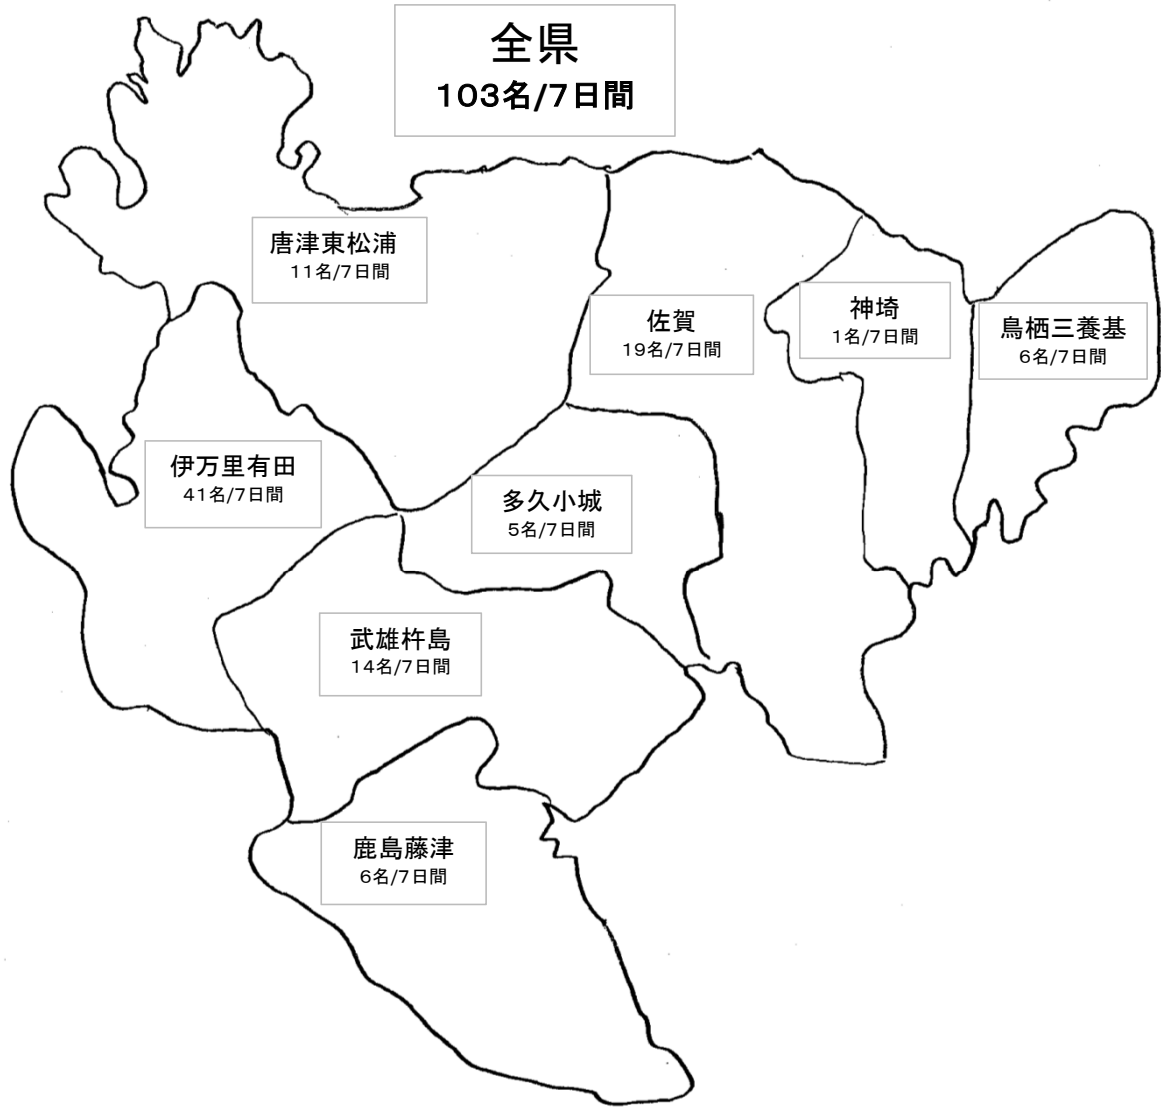 全県
103名/7日間
唐津東松浦
11名/7日間
佐賀
19名/7日間
神埼
1名/7日間
鳥栖三養基
6名/7日間
伊万里有田
41名/7日間
多久小城
5名/7日間
武雄杵島
14名/7日間
鹿島藤津
6名/7日間